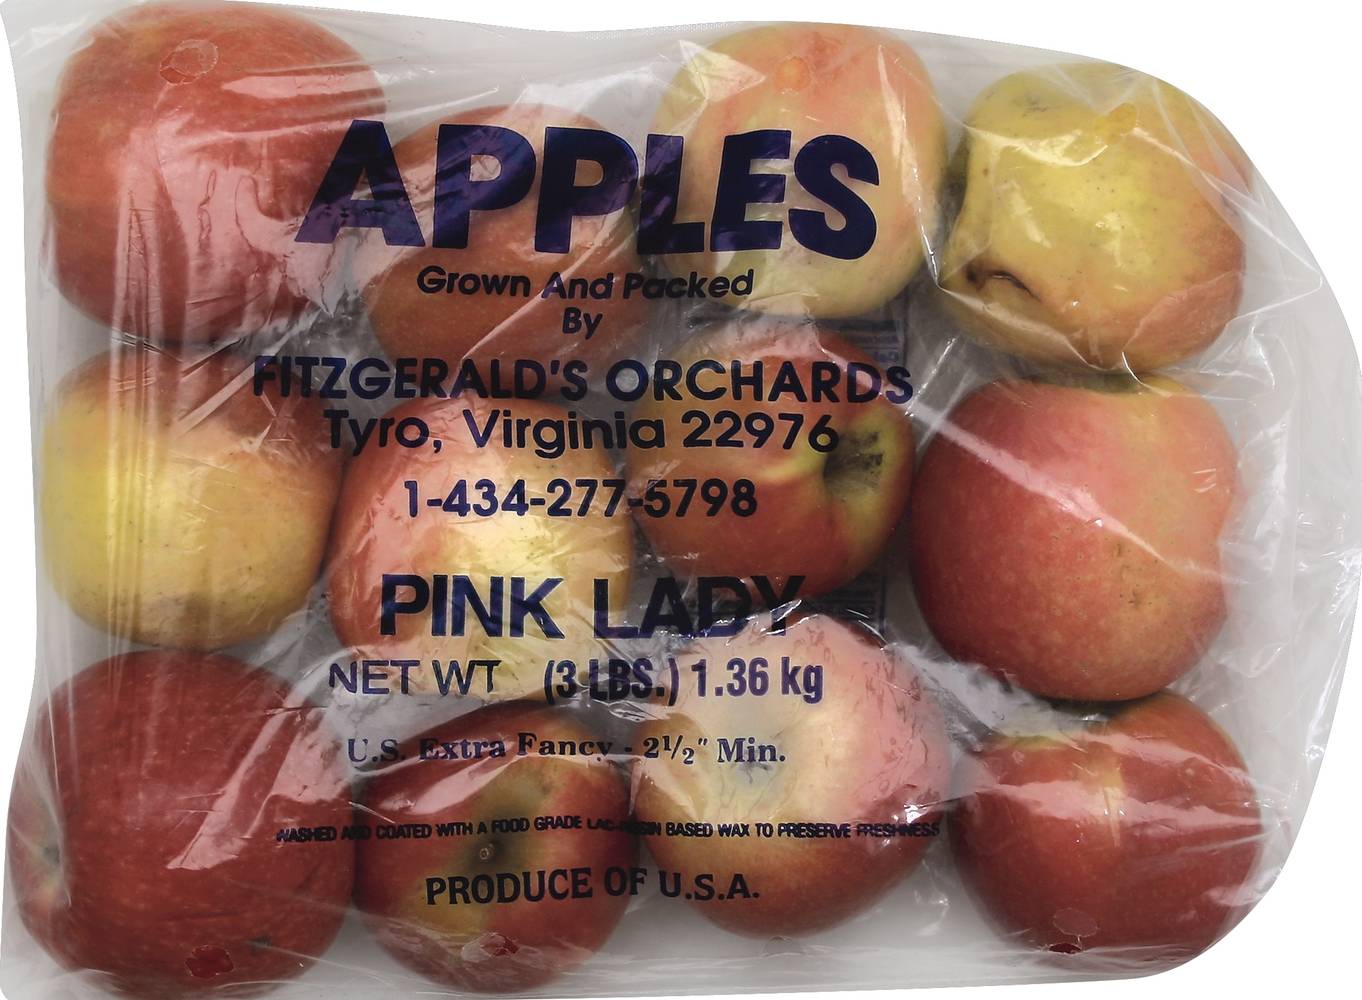 APPLES
Grown And Packed
By
FITZGERALD'S ORCHARDS
Tyro, Virginia 22976
1-434-277-5798
PINK LADY
NET WT (3 LBS.) 1.36 kg
U.S. Extra Fancy - 2½" Min.
WASHED AND COATED WITH A FOOD GRADE LAC-RESIN BASED WAX TO PRESERVE FRESHNESS
PRODUCE OF U.S.A.